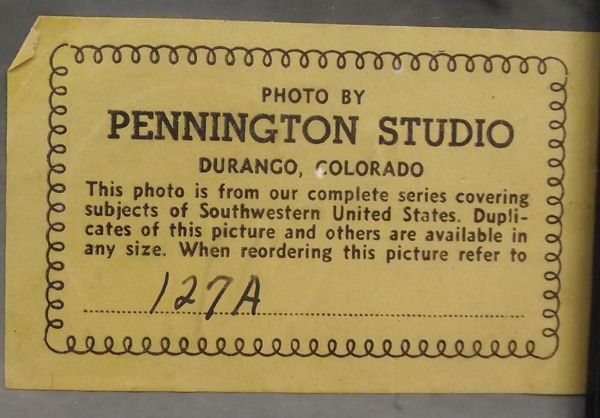 PHOTO BY
PENNINGTON STUDIO
DURANGO, COLORADO
This photo is from our complete series covering
subjects of Southwestern United States. Dupli-
cates of this picture and others are available in
any size. When reordering this picture refer to
127A